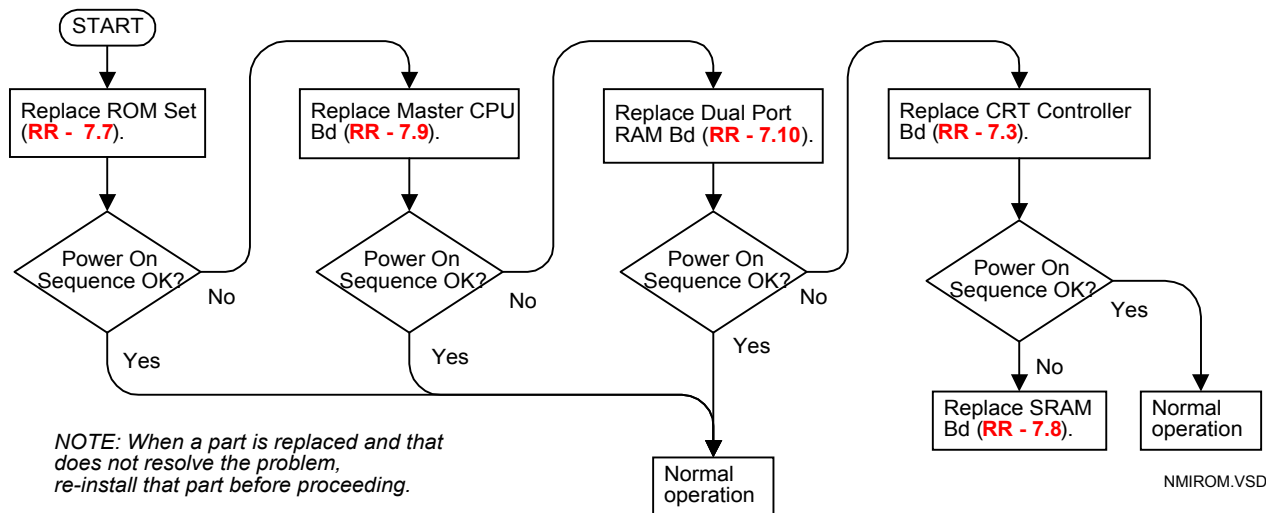 START
Replace ROM Set
(RR - 7.7).
Power On
Sequence OK?
No
Yes
Replace Master CPU
Bd (RR - 7.9).
Power On
Sequence OK?
No
Yes
Replace Dual Port
RAM Bd (RR - 7.10).
Power On
Sequence OK?
No
Yes
Replace CRT Controller
Bd (RR - 7.3).
Power On
Sequence OK?
Yes
No
Replace SRAM
Bd (RR - 7.8).
Normal
operation
NOTE: When a part is replaced and that
does not resolve the problem,
re-install that part before proceeding.
Normal
operation
NMIROM.VSD